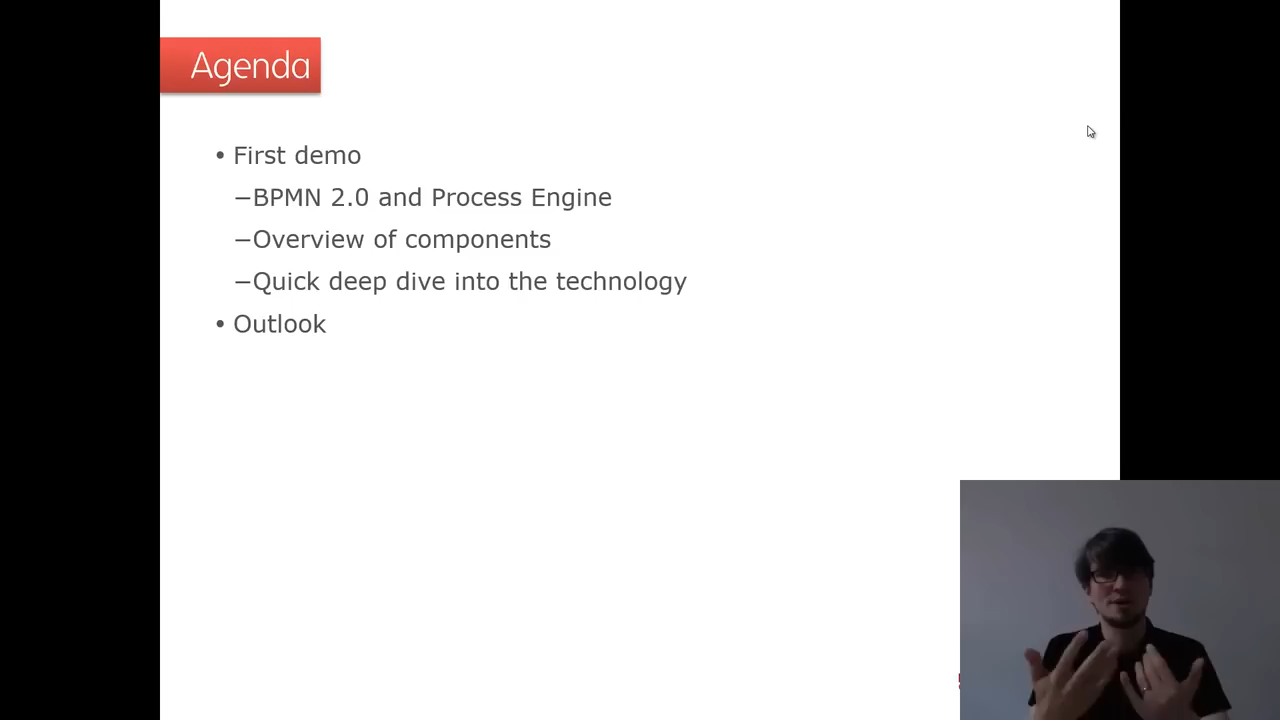 Agenda
• First demo
–BPMN 2.0 and Process Engine
–Overview of components
–Quick deep dive into the technology
• Outlook